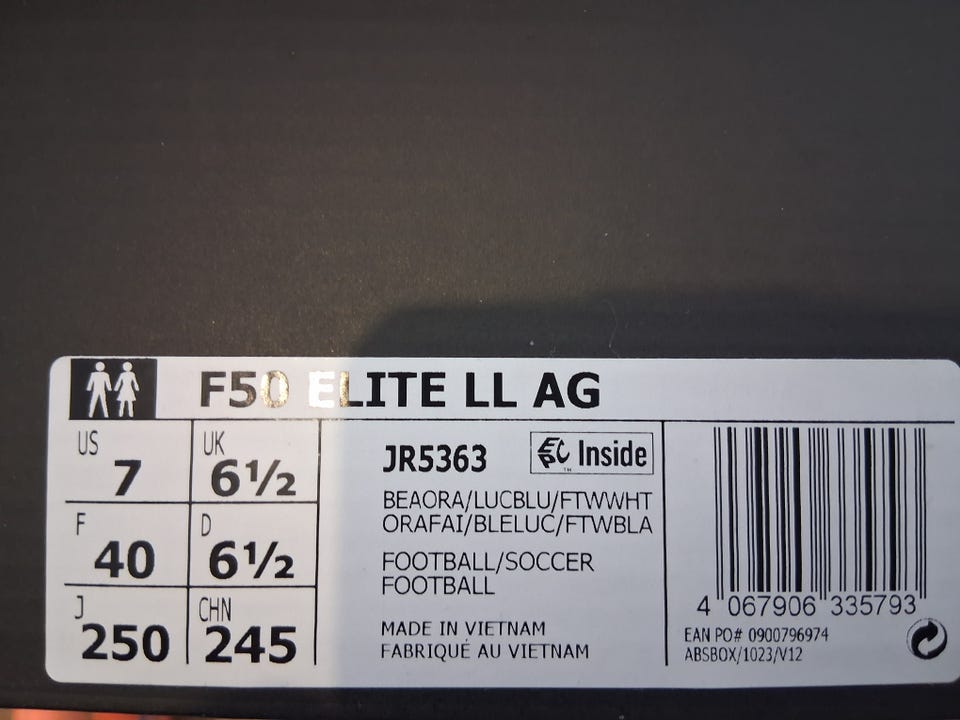 F50 ELITE LL AG
US 7
UK 6½
F 40
D 6½
J 250
CHN 245
JR5363
EPC™ Inside
BEAORA/LUCBLU/FTWWHT
ORAFAI/BLELUC/FTWBLA
FOOTBALL/SOCCER
FOOTBALL
MADE IN VIETNAM
FABRIQUÉ AU VIETNAM
4 067906 335793
EAN PO# 0900796974
ABSBOX/1023/V12